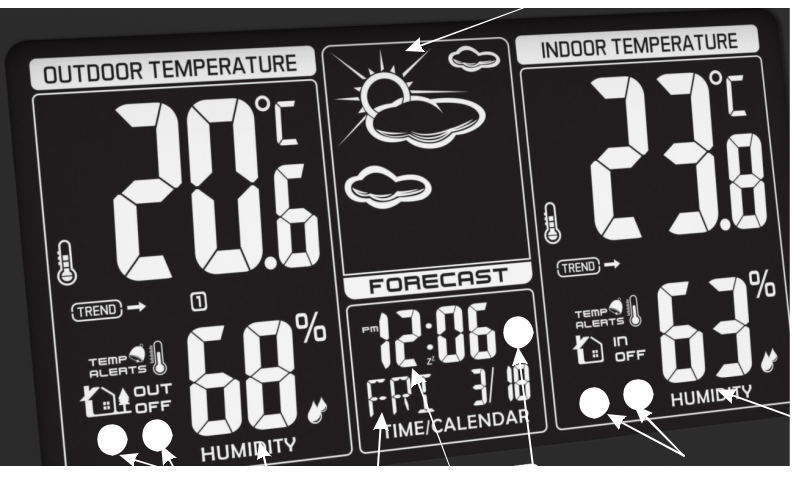 OUTDOOR TEMPERATURE
20.6 °C
TREND
1
TEMP
ALERTS
OUT
OFF
68 %
HUMIDITY
FORECAST
PM 12:06
Zz
FRI 3/18
TIME/CALENDAR
INDOOR TEMPERATURE
23.8 °C
TREND
TEMP
ALERTS
IN
OFF
63 %
HUMIDITY